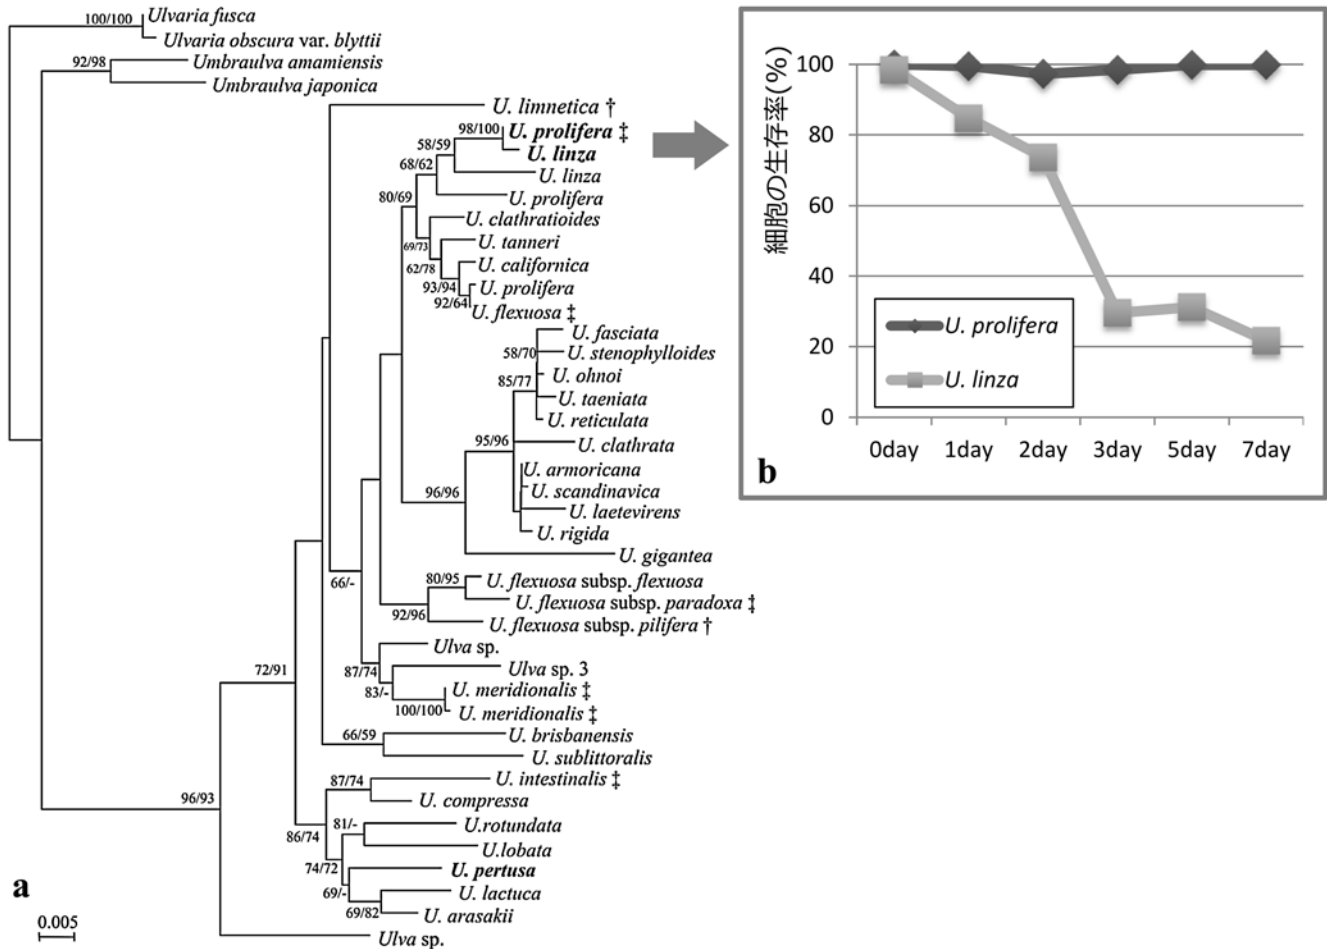 100/100
Ulvaria fusca
Ulvaria obscura var. blyttii
92/98
Umbraulva amamiensis
Umbraulva japonica
U. limnetica †
98/100
U. prolifera ‡
58/59
U. linza
68/62
U. linza
80/69
U. prolifera
U. clathratioides
69/73
U. tanneri
62/78
U. californica
93/94
U. prolifera
92/64
U. flexuosa ‡
U. fasciata
58/70
U. stenophylloides
85/77
U. ohnoi
U. taeniata
U. reticulata
95/96
U. clathrata
U. armoricana
96/96
U. scandinavica
U. laetevirens
U. rigida
U. gigantea
66/-
80/95
U. flexuosa subsp. flexuosa
U. flexuosa subsp. paradoxa ‡
92/96
U. flexuosa subsp. pilifera †
Ulva sp.
72/91
87/74
Ulva sp. 3
83/-
U. meridionalis ‡
100/100
U. meridionalis ‡
66/59
U. brisbanensis
U. sublittoralis
87/74
U. intestinalis ‡
96/93
U. compressa
81/-
U.rotundata
86/74
U.lobata
74/72
U. pertusa
69/-
U. lactuca
69/82
U. arasakii
Ulva sp.
a
0.005
細胞の生存率(%)
100
80
60
40
20
0
U. prolifera
U. linza
0day 1day 2day 3day 5day 7day
b